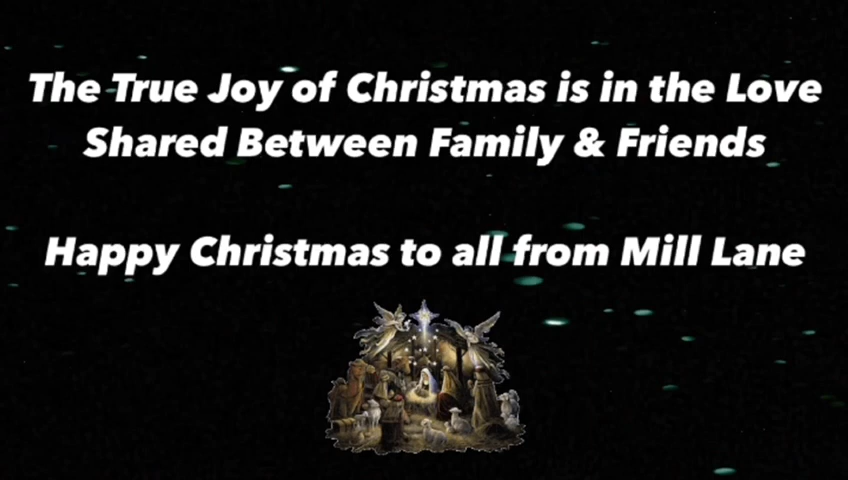 The True Joy of Christmas is in the Love
Shared Between Family & Friends
Happy Christmas to all from Mill Lane